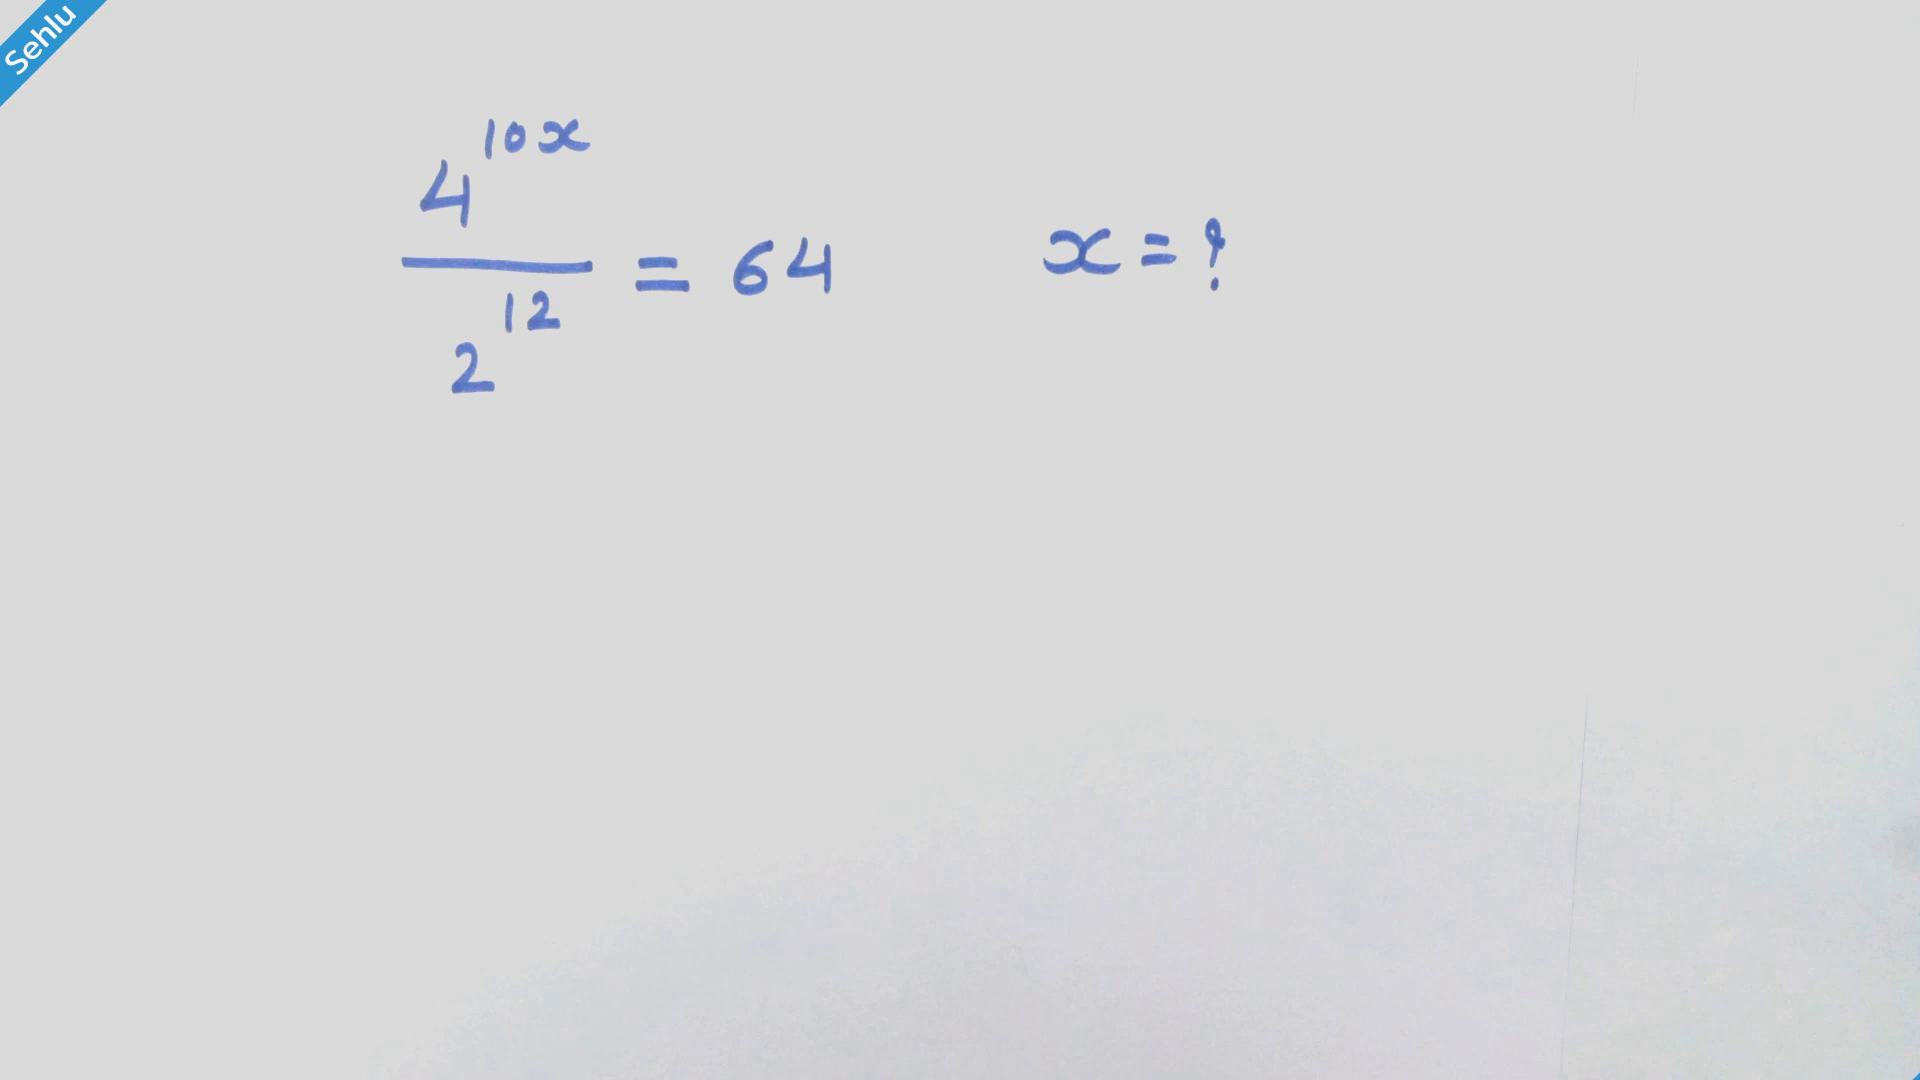 Sehlu
4^{10x} / 2^{12} = 64 x = ?